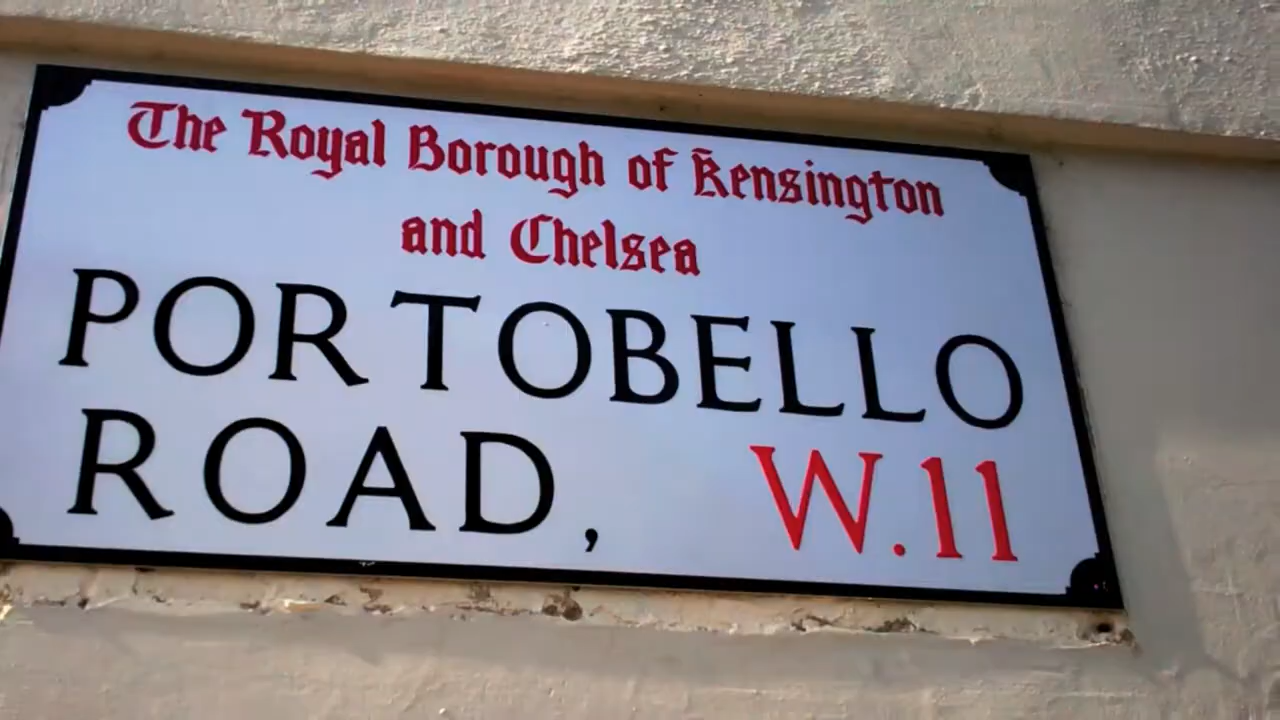 The Royal Borough of Kensington
and Chelsea
PORTOBELLO
ROAD, W.11